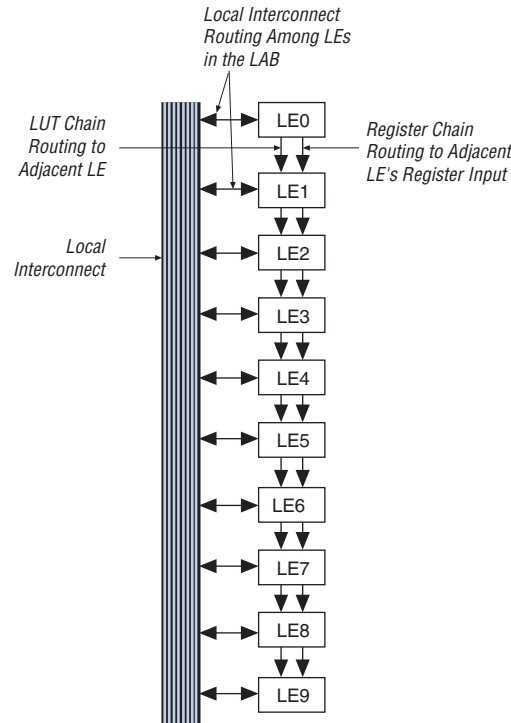 Local Interconnect
Routing Among LEs
in the LAB
LUT Chain
Routing to
Adjacent LE
Register Chain
Routing to Adjacent
LE's Register Input
Local
Interconnect
LE0
LE1
LE2
LE3
LE4
LE5
LE6
LE7
LE8
LE9